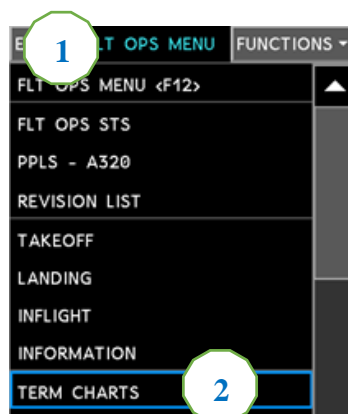 1
FLT OPS MENU FUNCTIONS
FLT OPS MENU <F12>
FLT OPS STS
PPLS - A320
REVISION LIST
TAKEOFF
LANDING
INFLIGHT
INFORMATION
TERM CHARTS 2